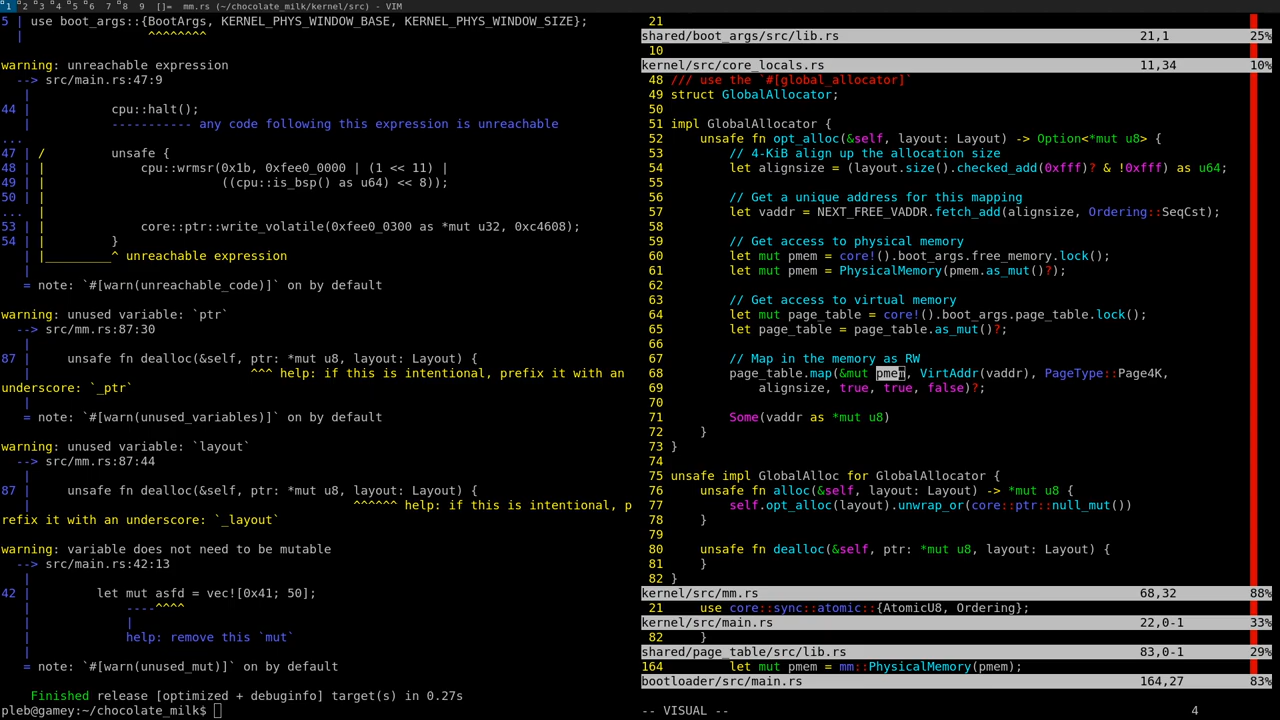 1 2 3 4 5 6 7 8 9 []= mm.rs (~/chocolate_milk/kernel/src) - VIM
5 | use boot_args::{BootArgs, KERNEL_PHYS_WINDOW_BASE, KERNEL_PHYS_WINDOW_SIZE};
| ^^^^^^^^
warning: unreachable expression
--> src/main.rs:47:9
|
44 | cpu::halt();
| ----------- any code following this expression is unreachable
...
47 | / unsafe {
48 | | cpu::wrmsr(0x1b, 0xfee0_0000 | (1 << 11) |
49 | | ((cpu::is_bsp() as u64) << 8));
50 | |
... |
53 | | core::ptr::write_volatile(0xfee0_0300 as *mut u32, 0xc4608);
54 | | }
| |_________^ unreachable expression
|
= note: `#[warn(unreachable_code)]` on by default
warning: unused variable: `ptr`
--> src/mm.rs:87:30
|
87 | unsafe fn dealloc(&self, ptr: *mut u8, layout: Layout) {
| ^^^ help: if this is intentional, prefix it with an
underscore: `_ptr`
|
= note: `#[warn(unused_variables)]` on by default
warning: unused variable: `layout`
--> src/mm.rs:87:44
|
87 | unsafe fn dealloc(&self, ptr: *mut u8, layout: Layout) {
| ^^^^^^ help: if this is intentional, p
refix it with an underscore: `_layout`
warning: variable does not need to be mutable
--> src/main.rs:42:13
|
42 | let mut asfd = vec![0x41; 50];
| ----^^^^
| |
| help: remove this `mut`
|
= note: `#[warn(unused_mut)]` on by default
Finished release [optimized + debuginfo] target(s) in 0.27s
pleb@gamey:~/chocolate_milk$
21
shared/boot_args/src/lib.rs 21,1 25%
10
kernel/src/core_locals.rs 11,34 10%
48 /// use the `#[global_allocator]`
49 struct GlobalAllocator;
50
51 impl GlobalAllocator {
52 unsafe fn opt_alloc(&self, layout: Layout) -> Option<*mut u8> {
53 // 4-KiB align up the allocation size
54 let alignsize = (layout.size().checked_add(0xfff)? & !0xfff) as u64;
55
56 // Get a unique address for this mapping
57 let vaddr = NEXT_FREE_VADDR.fetch_add(alignsize, Ordering::SeqCst);
58
59 // Get access to physical memory
60 let mut pmem = core!().boot_args.free_memory.lock();
61 let mut pmem = PhysicalMemory(pmem.as_mut()?);
62
63 // Get access to virtual memory
64 let mut page_table = core!().boot_args.page_table.lock();
65 let page_table = page_table.as_mut()?;
66
67 // Map in the memory as RW
68 page_table.map(&mut pmem, VirtAddr(vaddr), PageType::Page4K,
69 alignsize, true, true, false)?;
70
71 Some(vaddr as *mut u8)
72 }
73 }
74
75 unsafe impl GlobalAlloc for GlobalAllocator {
76 unsafe fn alloc(&self, layout: Layout) -> *mut u8 {
77 self.opt_alloc(layout).unwrap_or(core::ptr::null_mut())
78 }
79
80 unsafe fn dealloc(&self, ptr: *mut u8, layout: Layout) {
81 }
82 }
kernel/src/mm.rs 68,32 88%
21 use core::sync::atomic::{AtomicU8, Ordering};
kernel/src/main.rs 22,0-1 33%
82 }
shared/page_table/src/lib.rs 83,0-1 29%
164 let mut pmem = mm::PhysicalMemory(pmem);
bootloader/src/main.rs 164,27 83%
-- VISUAL -- 4